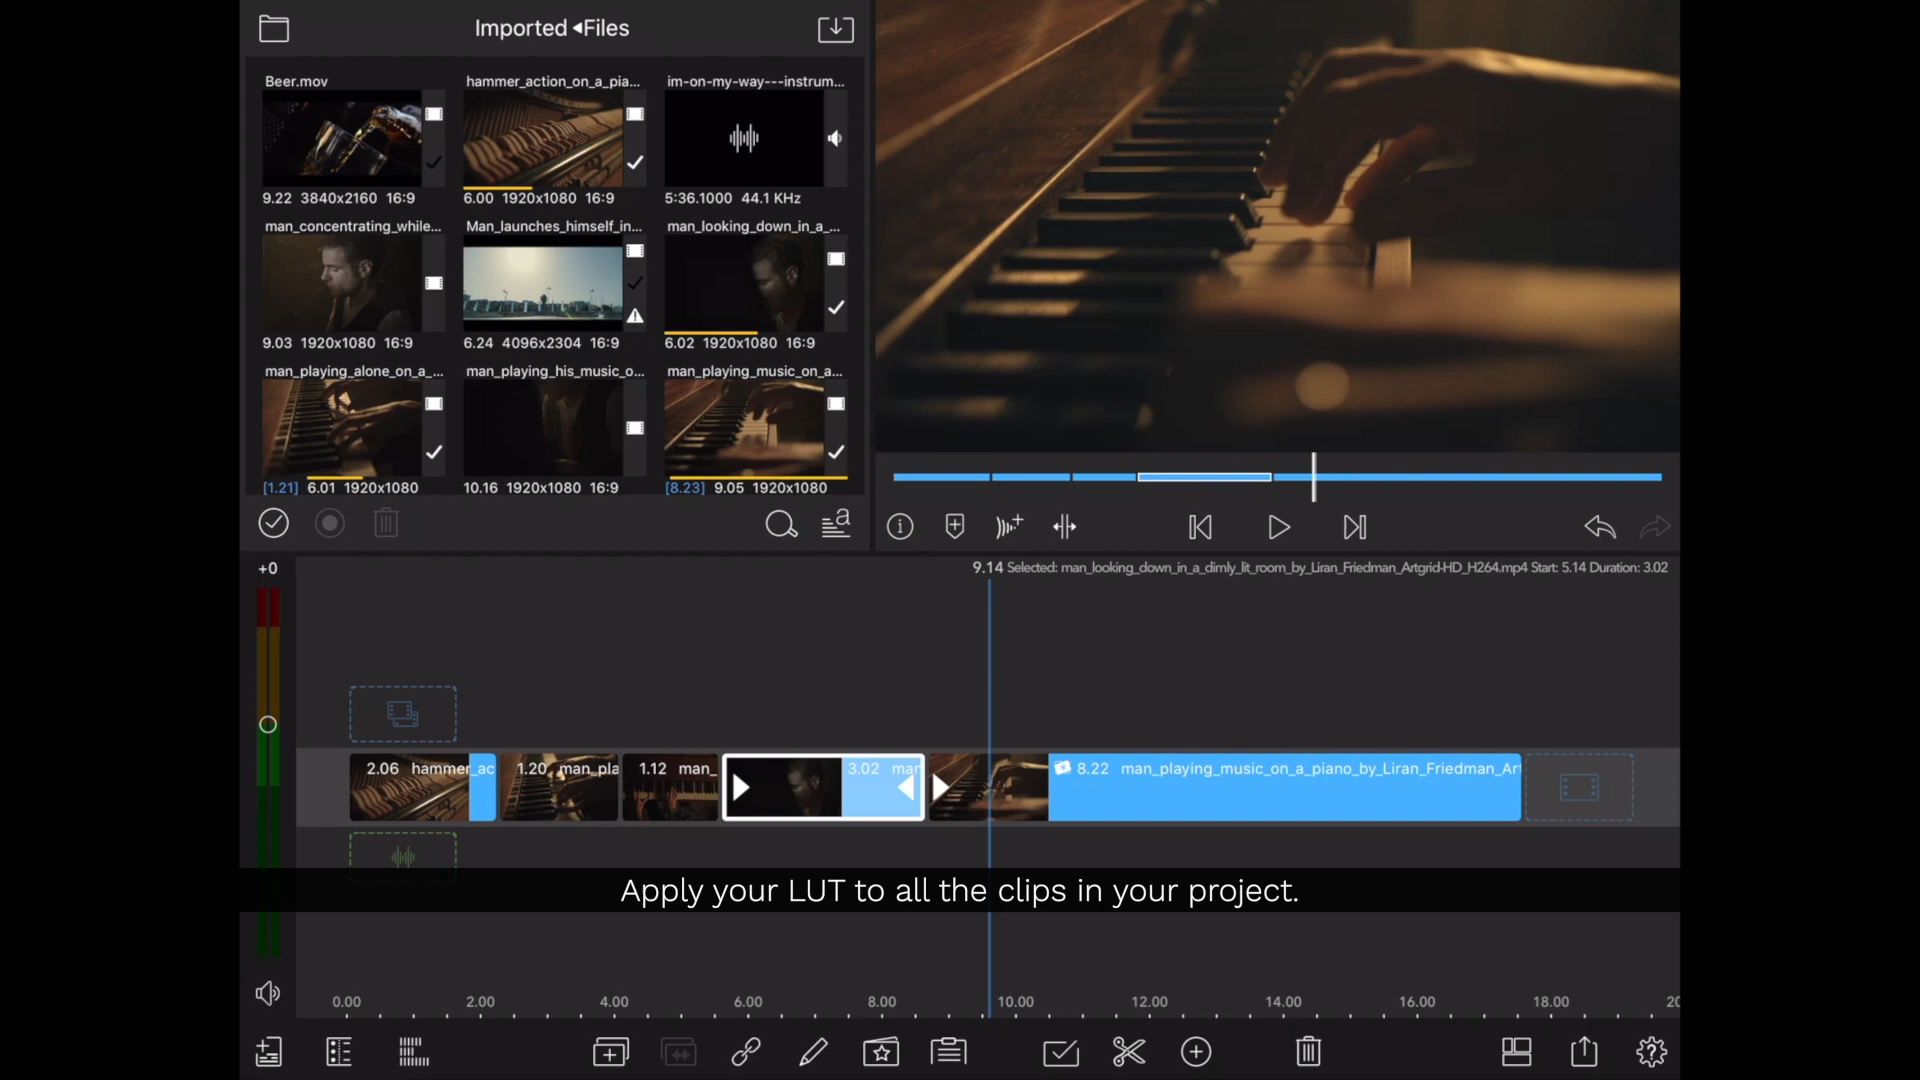 Imported ◂Files
Beer.mov
hammer_action_on_a_pia...
im-on-my-way---instrum...
9.22 3840x2160 16:9
6.00 1920x1080 16:9
5:36.1000 44.1 KHz
man_concentrating_while...
Man_launches_himself_in...
man_looking_down_in_a_...
9.03 1920x1080 16:9
6.24 4096x2304 16:9
6.02 1920x1080 16:9
man_playing_alone_on_a_...
man_playing_his_music_o...
man_playing_music_on_a...
[1.21] 6.01 1920x1080
10.16 1920x1080 16:9
[8.23] 9.05 1920x1080
+0
9.14 Selected: man_looking_down_in_a_dimly_lit_room_by_Liran_Friedman_Artgrid-HD_H264.mp4 Start: 5.14 Duration: 3.02
2.06 hammer_ac
1.20 man_pla
1.12 man_
3.02 mar
8.22 man_playing_music_on_a_piano_by_Liran_Friedman_Ar
Apply your LUT to all the clips in your project.
0.00 2.00 4.00 6.00 8.00 10.00 12.00 14.00 16.00 18.00 20